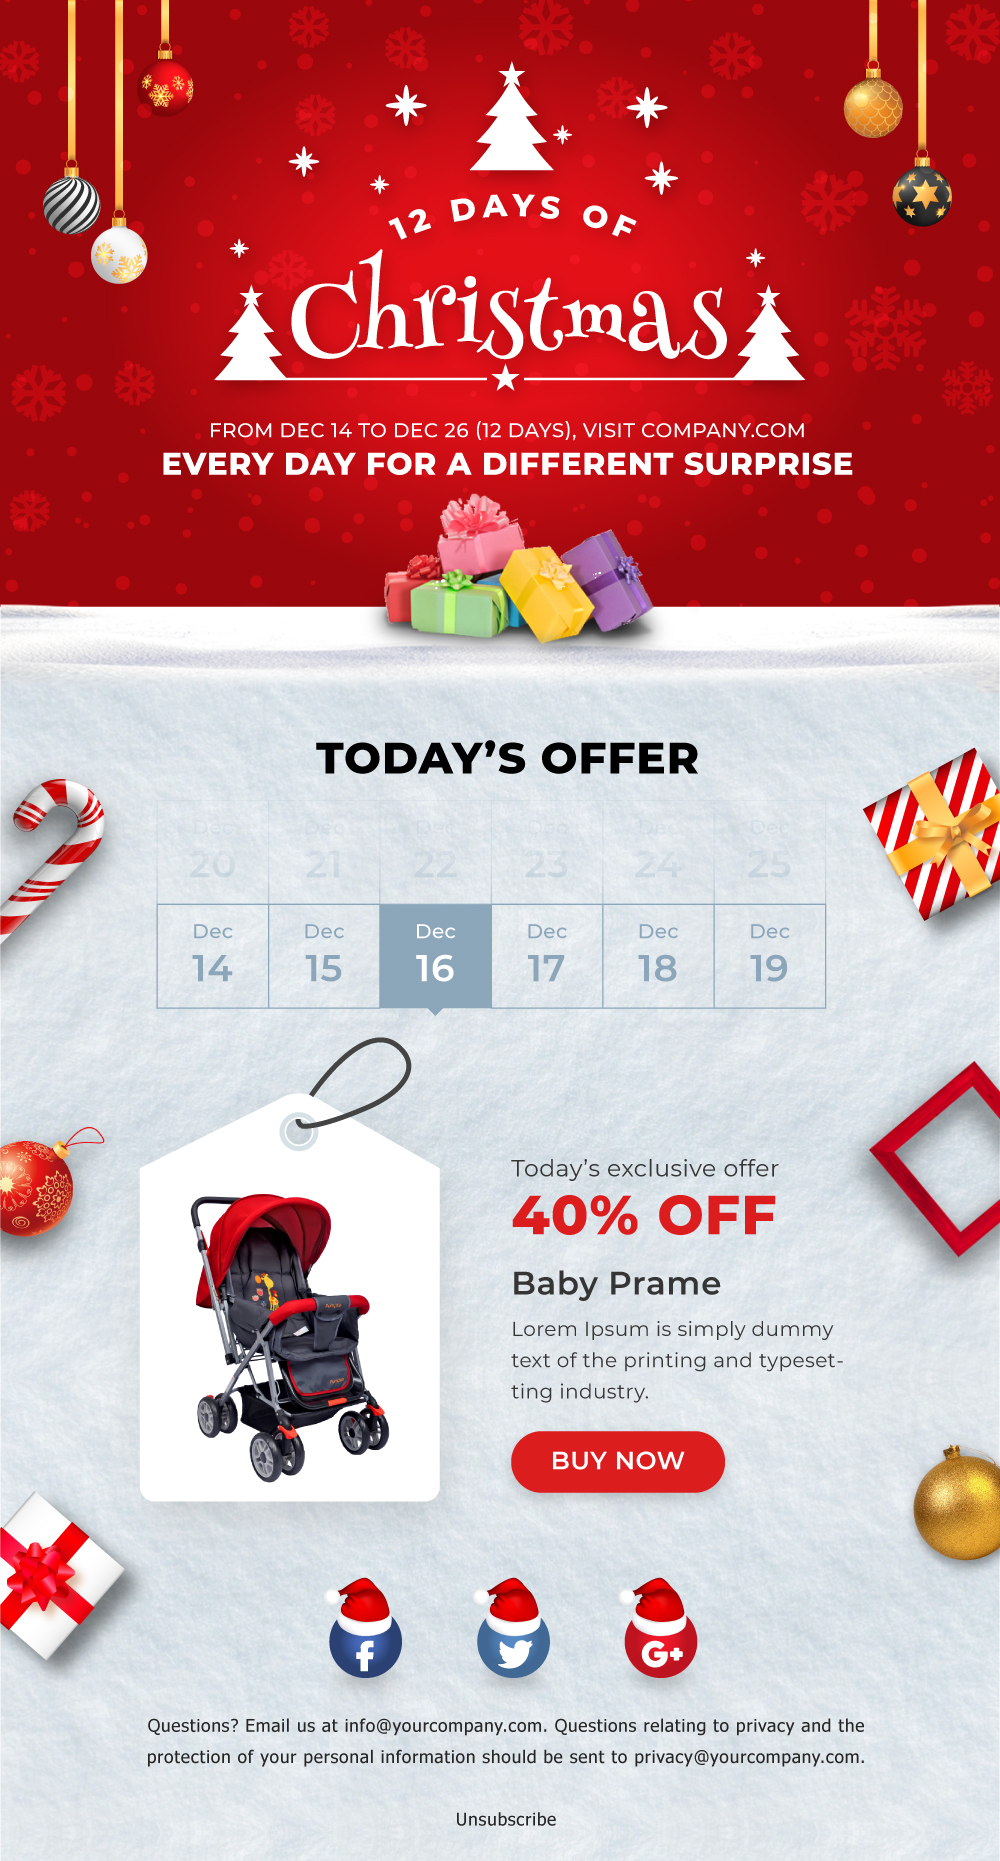 12 DAYS OF
Christmas
FROM DEC 14 TO DEC 26 (12 DAYS), VISIT COMPANY.COM
EVERY DAY FOR A DIFFERENT SURPRISE
TODAY’S OFFER
Dec Dec Dec Dec Dec Dec
20 21 22 23 24 25
Dec Dec Dec Dec Dec Dec
14 15 16 17 18 19
Today’s exclusive offer
40% OFF
Baby Prame
Lorem Ipsum is simply dummy
text of the printing and typeset-
ting industry.
BUY NOW
f G+
Questions? Email us at info@yourcompany.com. Questions relating to privacy and the
protection of your personal information should be sent to privacy@yourcompany.com.
Unsubscribe